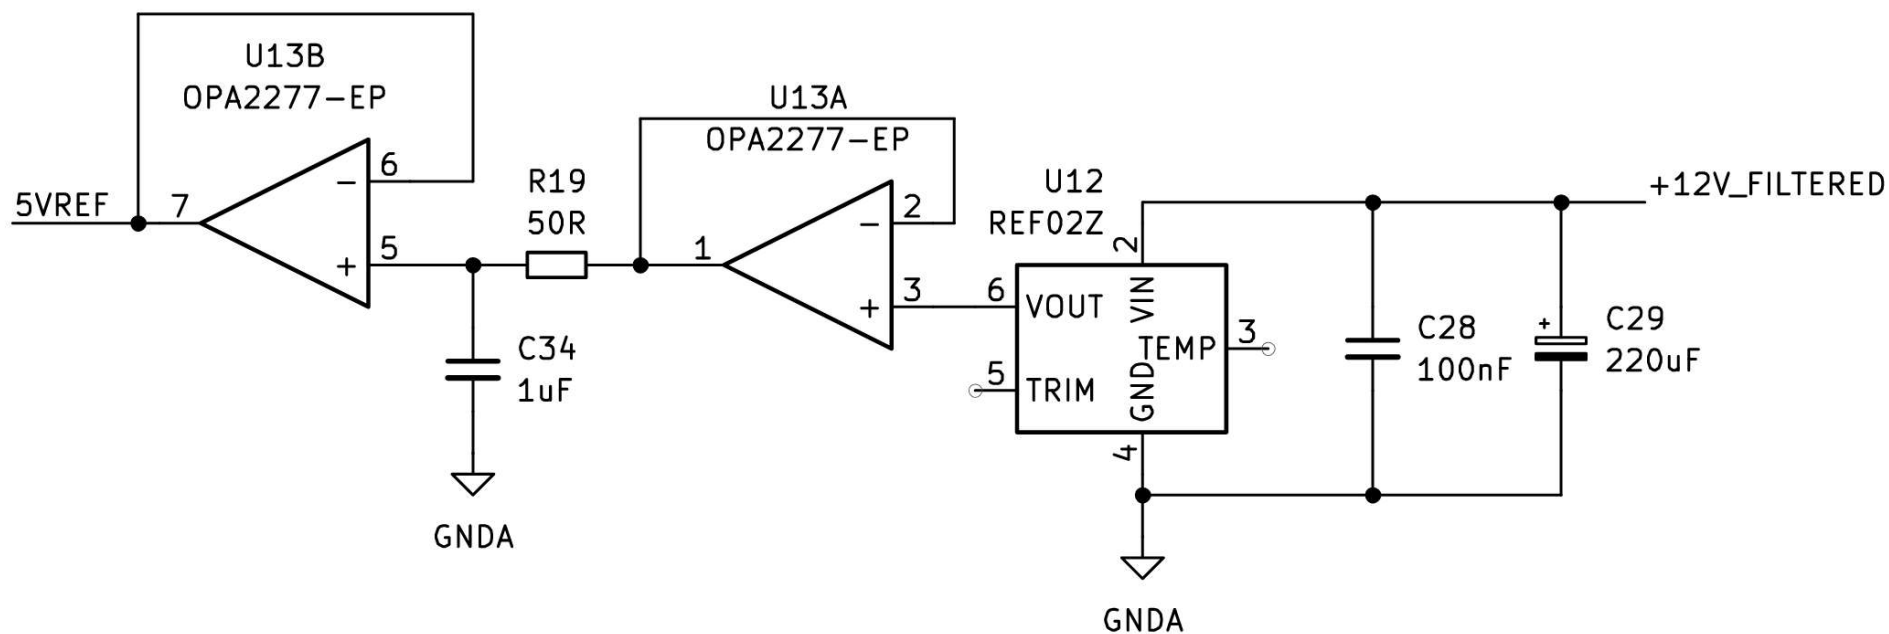 U13B
OPA2277-EP
5VREF
7
6
-
5
+
R19
50R
C34
1uF
GNDA
U13A
OPA2277-EP
1
2
-
3
+
U12
REF02Z
2
6
VOUT
VIN
TEMP
3
5
TRIM
GND
4
GNDA
+12V_FILTERED
C28
100nF
+
C29
220uF